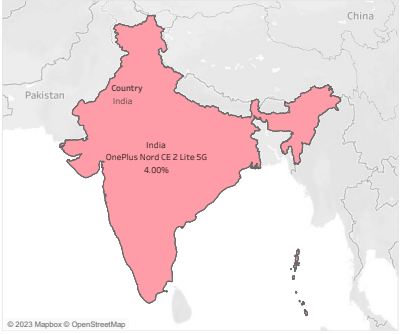 China
Pakistan
Country
India
India
OnePlus Nord CE 2 Lite 5G
4.00%
© 2023 Mapbox © OpenStreetMap